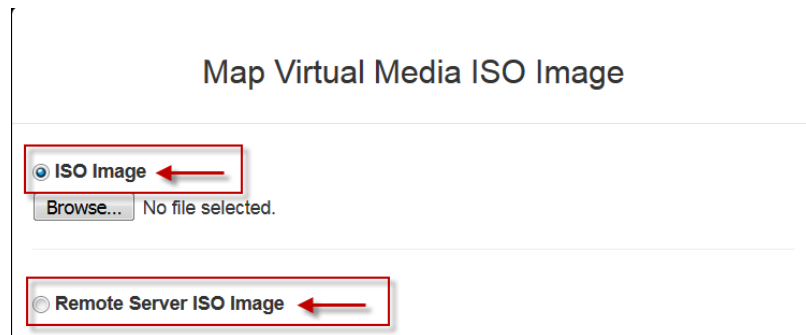 Map Virtual Media ISO Image
ISO Image
Browse... No file selected.
Remote Server ISO Image